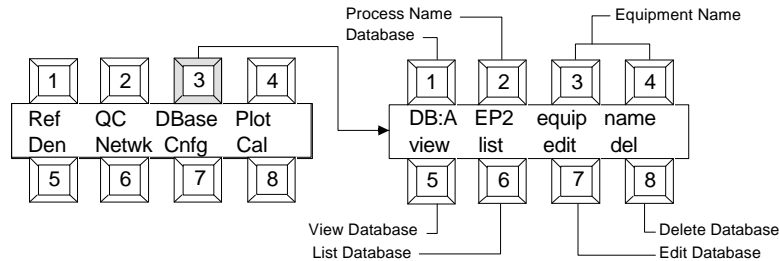 Process Name
Database
Equipment Name
1 2 3 4
Ref QC DBase Plot
Den Netwk Cnfg Cal
5 6 7 8
1 2 3 4
DB:A EP2 equip name
view list edit del
5 6 7 8
View Database
List Database
Delete Database
Edit Database